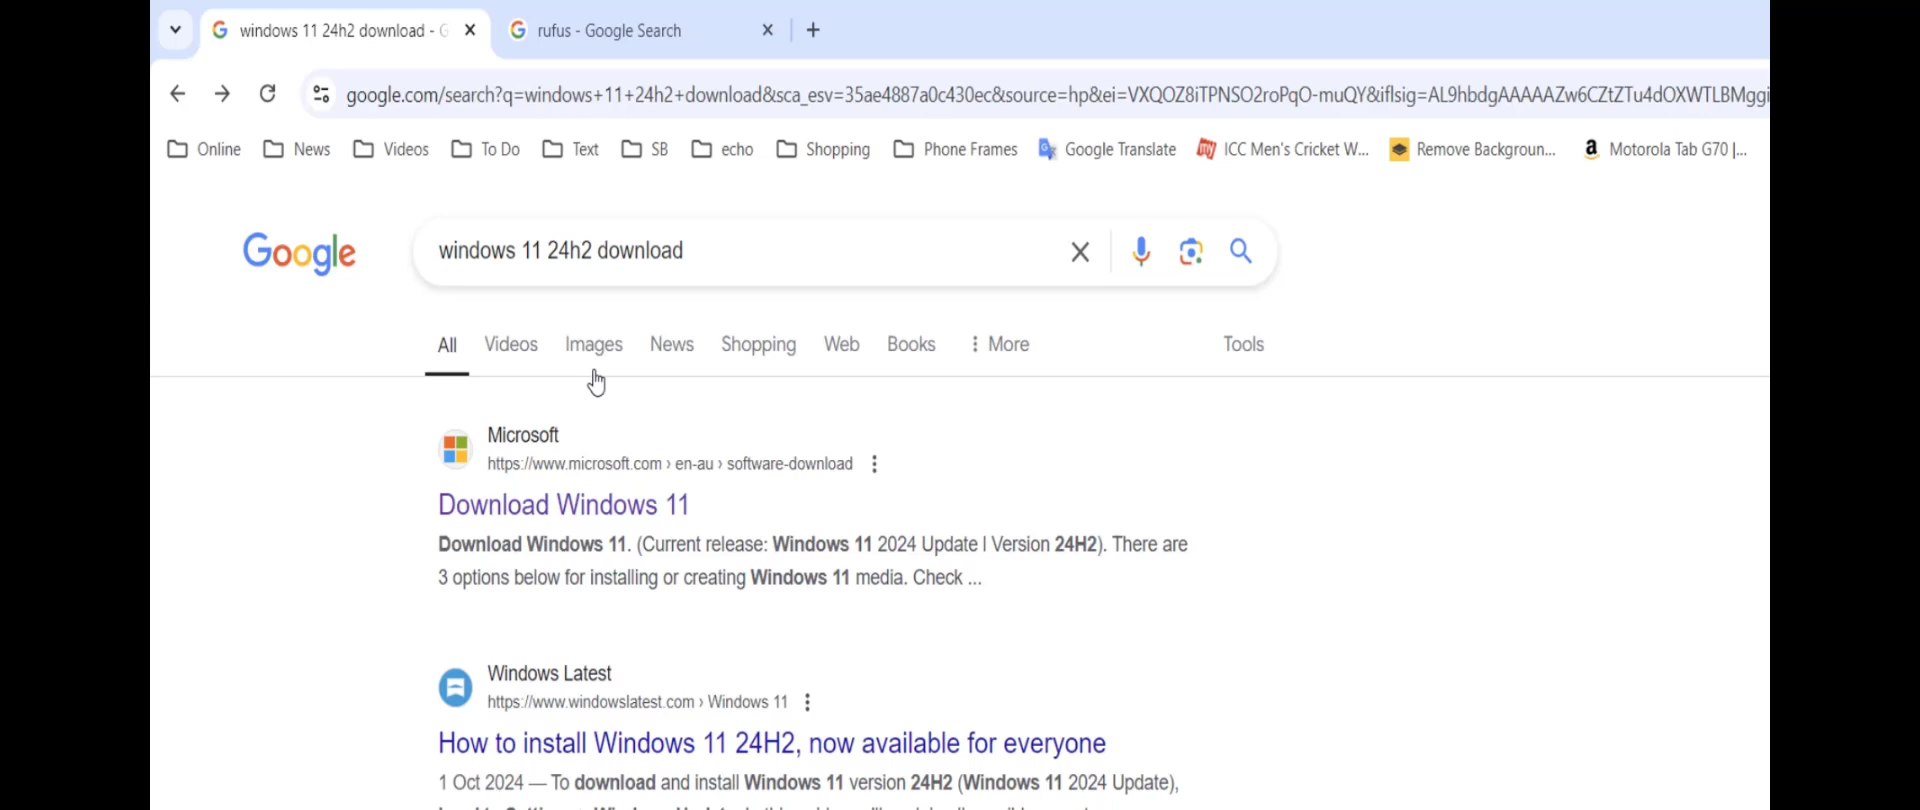 windows 11 24h2 download - G
rufus - Google Search
google.com/search?q=windows+11+24h2+download&sca_esv=35ae4887a0c430ec&source=hp&ei=VXQOZ8iTPNSO2roPqO-muQY&iflsig=AL9hbdgAAAAAZw6CZtZTu4dOXWTLBMggi
Online News Videos To Do Text SB echo Shopping Phone Frames Google Translate ICC Men's Cricket W... Remove Backgroun... Motorola Tab G70 |...
Google
windows 11 24h2 download
All Videos Images News Shopping Web Books More Tools
Microsoft
https://www.microsoft.com › en-au › software-download
Download Windows 11
Download Windows 11. (Current release: Windows 11 2024 Update l Version 24H2). There are
3 options below for installing or creating Windows 11 media. Check ...
Windows Latest
https://www.windowslatest.com › Windows 11
How to install Windows 11 24H2, now available for everyone
1 Oct 2024 — To download and install Windows 11 version 24H2 (Windows 11 2024 Update),